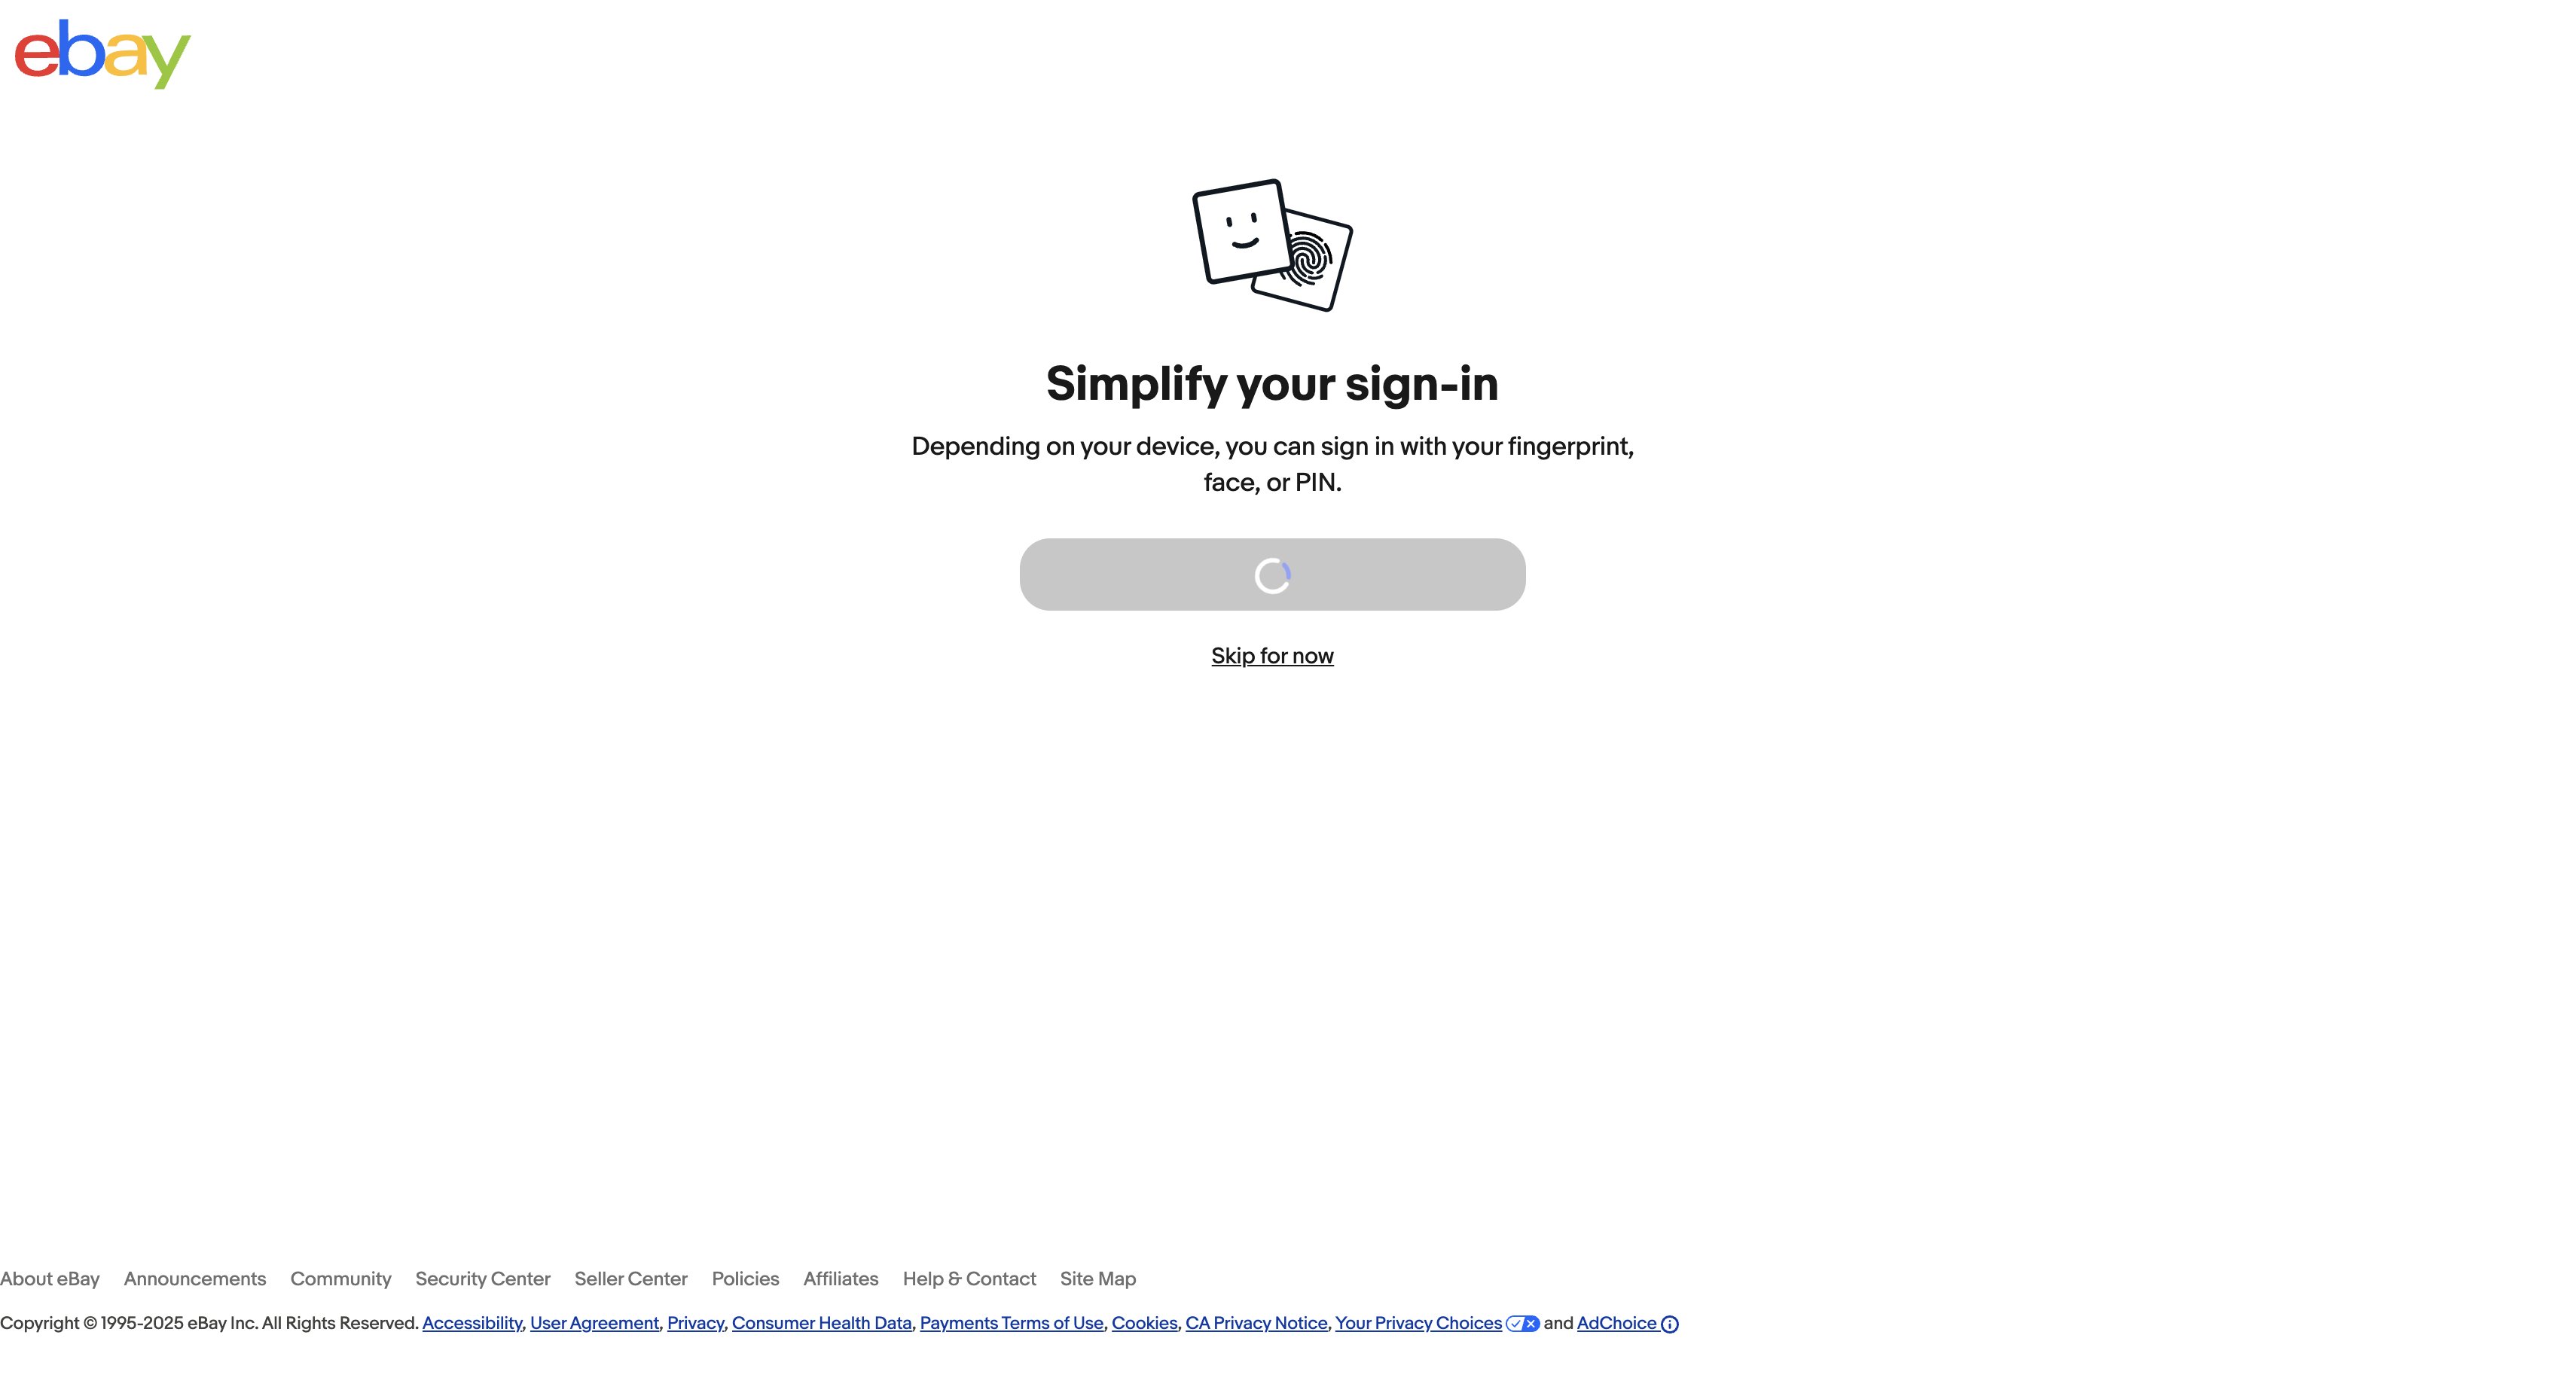 ebay
Simplify your sign-in
Depending on your device, you can sign in with your fingerprint,
face, or PIN.
Skip for now
About eBay Announcements Community Security Center Seller Center Policies Affiliates Help & Contact Site Map
Copyright © 1995-2025 eBay Inc. All Rights Reserved. Accessibility, User Agreement, Privacy, Consumer Health Data, Payments Terms of Use, Cookies, CA Privacy Notice, Your Privacy Choices and AdChoice